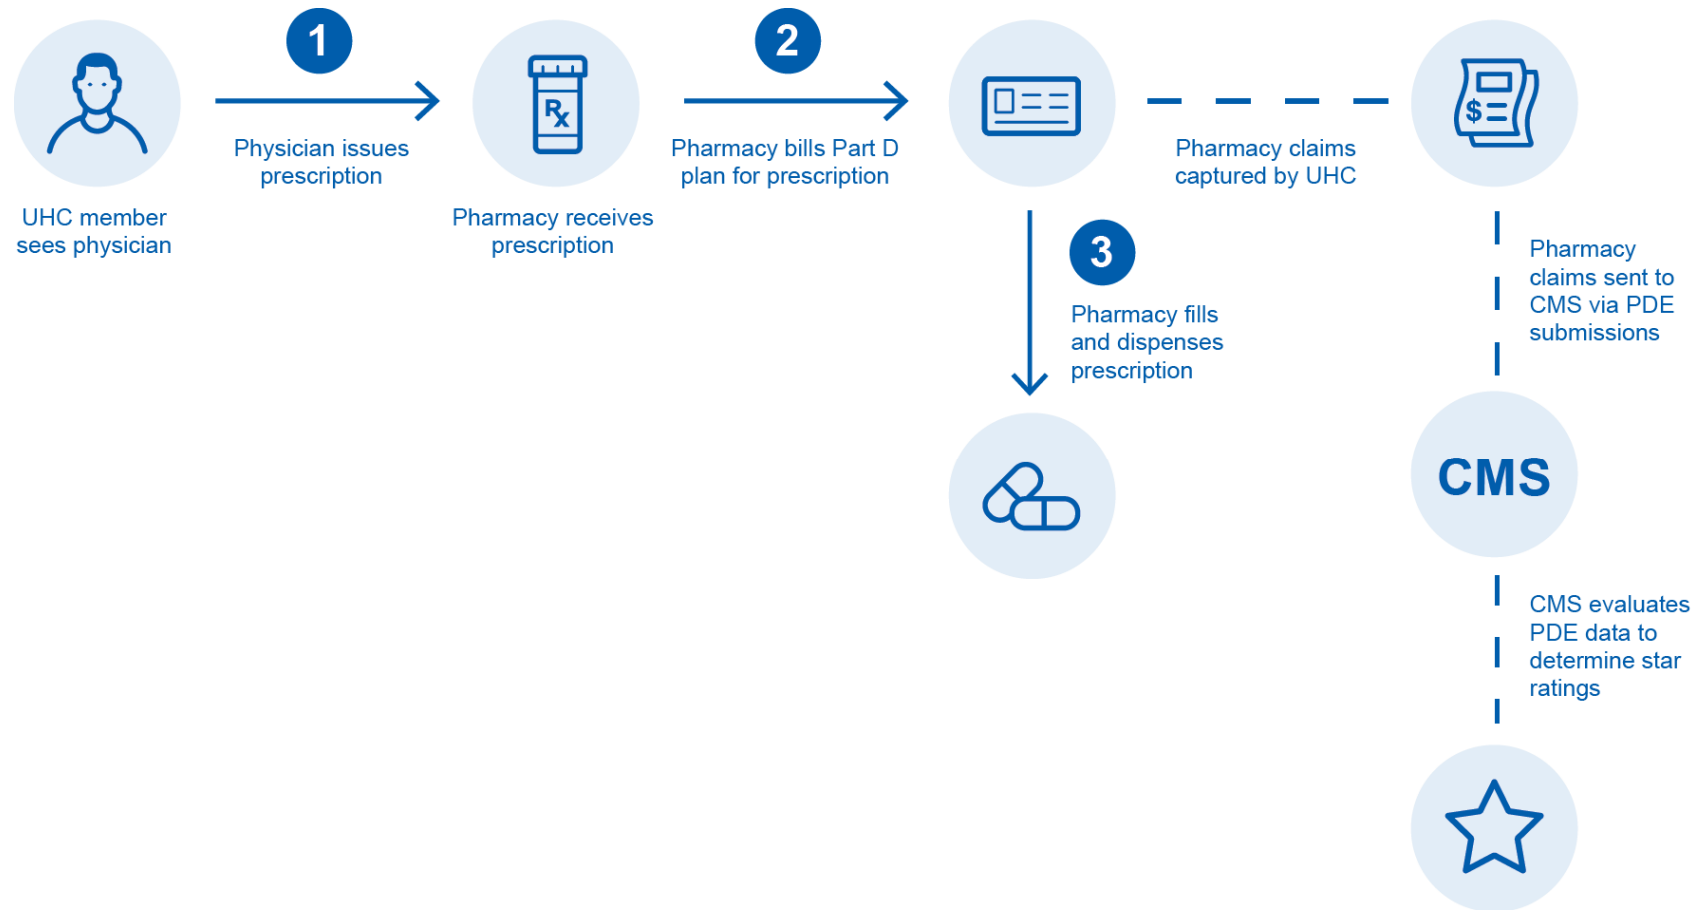 1
Physician issues
prescription
UHC member
sees physician
Rx
Pharmacy receives
prescription
2
Pharmacy bills Part D
plan for prescription
Pharmacy claims
captured by UHC
3
Pharmacy fills
and dispenses
prescription
$
Pharmacy
claims sent to
CMS via PDE
submissions
CMS
CMS evaluates
PDE data to
determine star
ratings